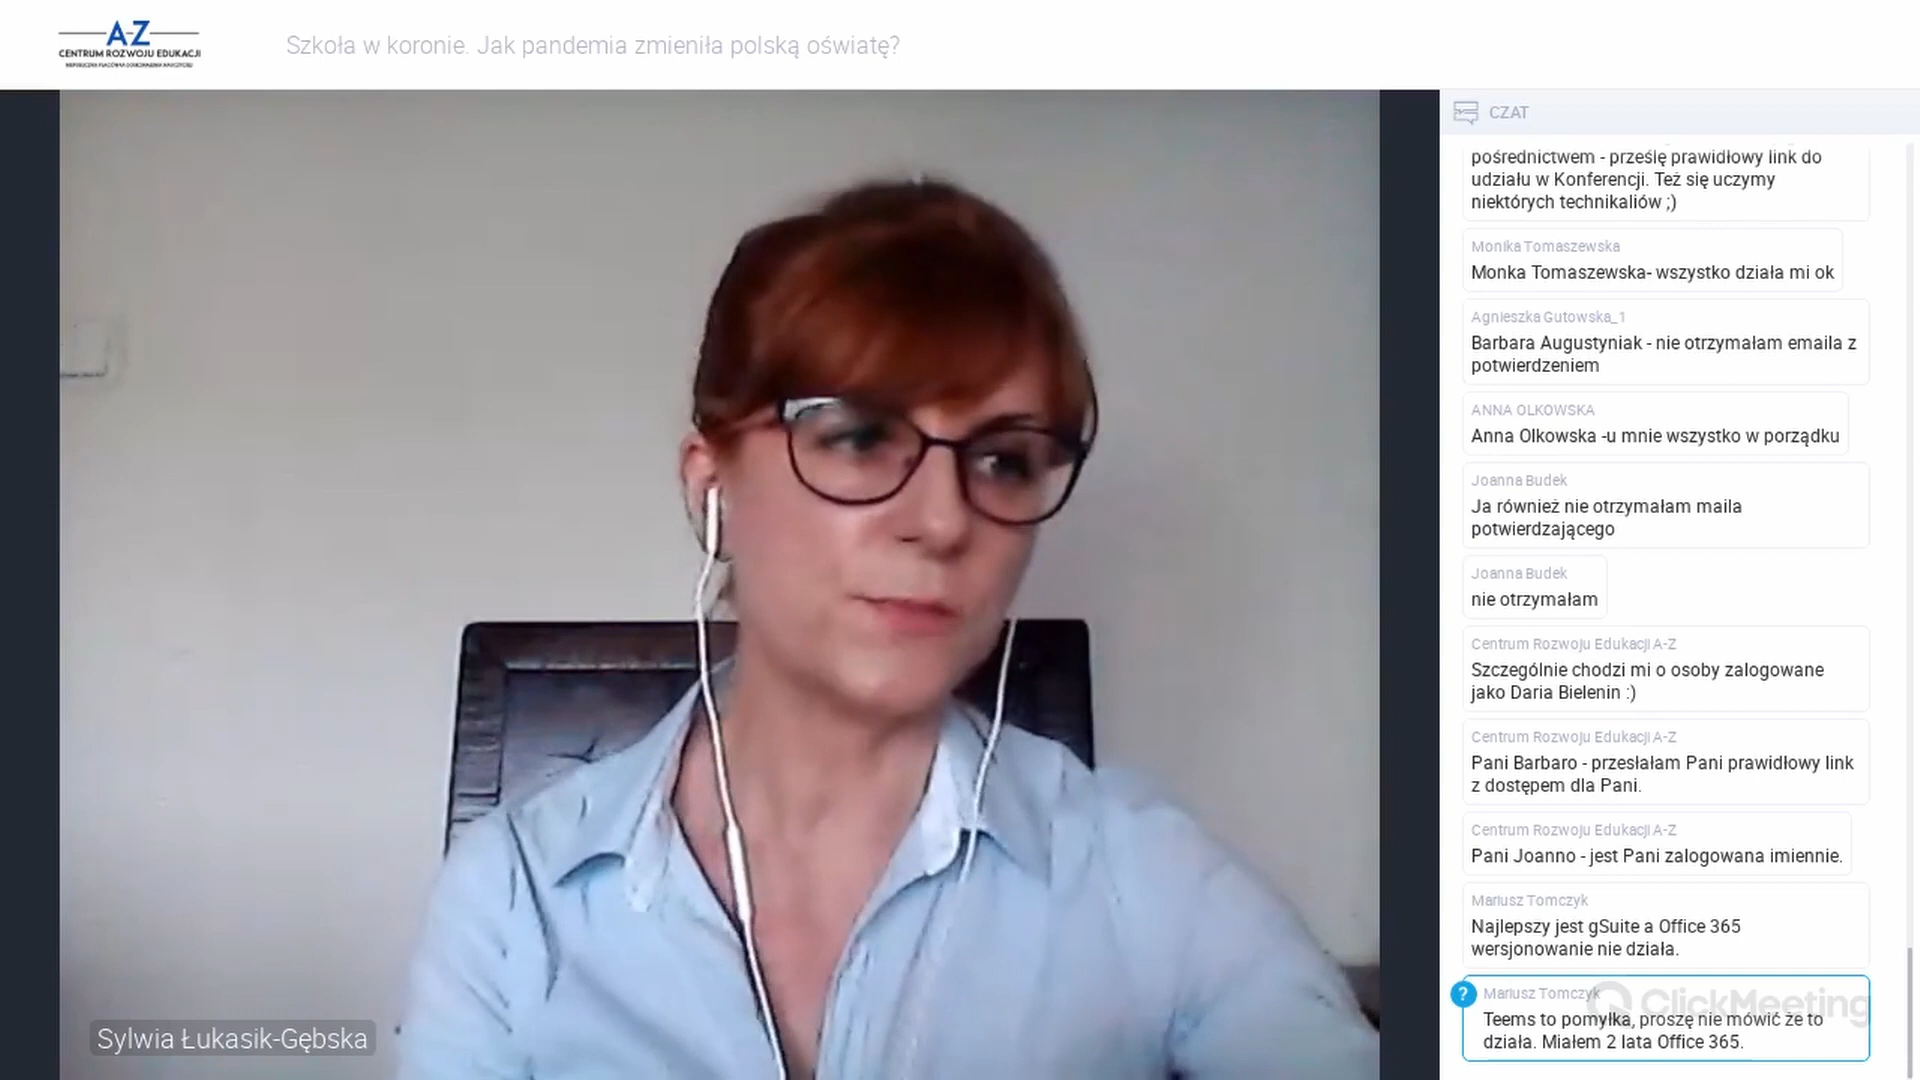 A-Z
CENTRUM ROZWOJU EDUKACJI
NIEPUBLICZNA PLACÓWKA DOSKONALENIA NAUCZYCIELI
Szkoła w koronie. Jak pandemia zmieniła polską oświatę?
CZAT
pośrednictwem - prześlę prawidłowy link do
udziału w Konferencji. Też się uczymy
niektórych technikaliów ;)
Monika Tomaszewska
Monka Tomaszewska- wszystko działa mi ok
Agnieszka Gutowska_1
Barbara Augustyniak - nie otrzymałam emaila z
potwierdzeniem
ANNA OLKOWSKA
Anna Olkowska -u mnie wszystko w porządku
Joanna Budek
Ja również nie otrzymałam maila
potwierdzającego
Joanna Budek
nie otrzymałam
Centrum Rozwoju Edukacji A-Z
Szczególnie chodzi mi o osoby zalogowane
jako Daria Bielenin :)
Centrum Rozwoju Edukacji A-Z
Pani Barbaro - przesłałam Pani prawidłowy link
z dostępem dla Pani.
Centrum Rozwoju Edukacji A-Z
Pani Joanno - jest Pani zalogowana imiennie.
Mariusz Tomczyk
Najlepszy jest gSuite a Office 365
wersjonowanie nie działa.
?
Mariusz Tomczyk
Teems to pomyłka, proszę nie mówić że to
działa. Miałem 2 lata Office 365.
ClickMeeting
Sylwia Łukasik-Gębska